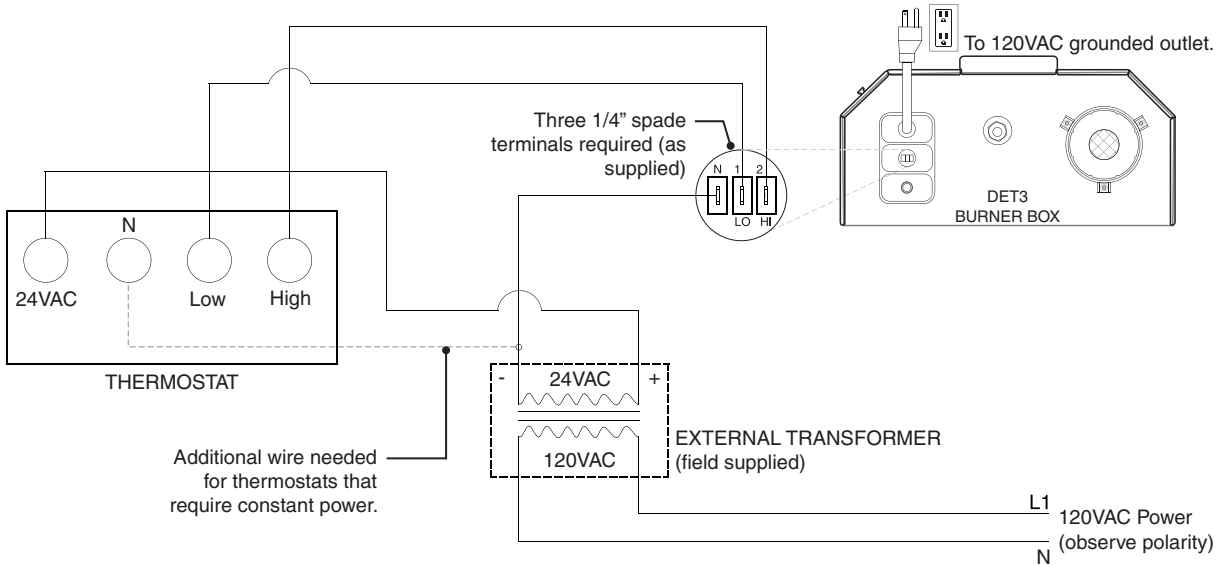 To 120VAC grounded outlet.
Three 1/4” spade
terminals required (as
supplied)
N 1 2
LO HI
DET3
BURNER BOX
N
24VAC Low High
THERMOSTAT
- 24VAC +
120VAC
EXTERNAL TRANSFORMER
(field supplied)
Additional wire needed
for thermostats that
require constant power.
L1
120VAC Power
(observe polarity)
N